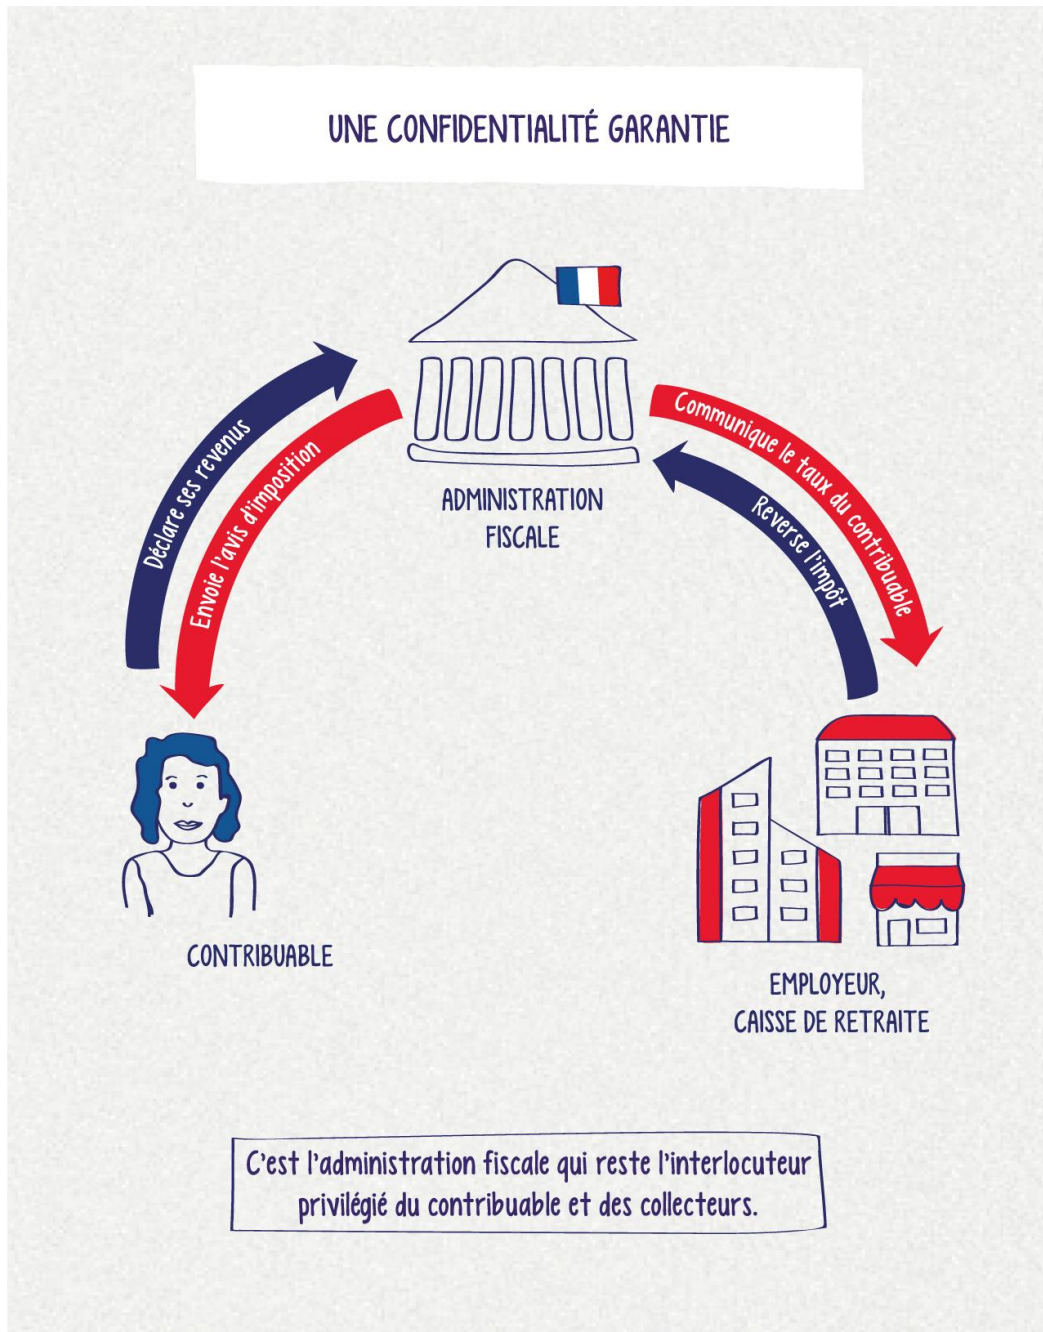 UNE CONFIDENTIALITÉ GARANTIE
Déclare ses revenus
Envoie l'avis d'imposition
Communique le taux du contribuable
Reverse l'impôt
ADMINISTRATION
FISCALE
CONTRIBUABLE
EMPLOYEUR,
CAISSE DE RETRAITE
C'est l'administration fiscale qui reste l'interlocuteur
privilégié du contribuable et des collecteurs.